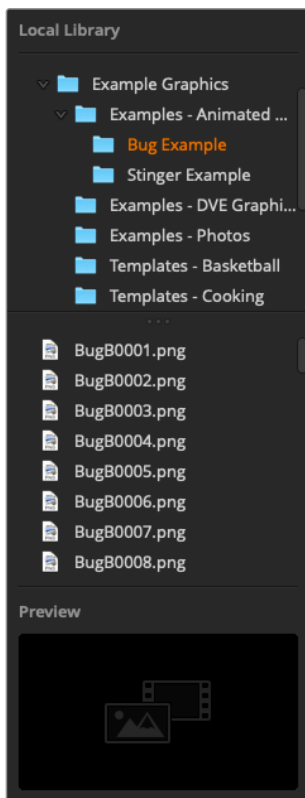 Local Library
Example Graphics
Examples - Animated ...
Bug Example
Stinger Example
Examples - DVE Graphi...
Examples - Photos
Templates - Basketball
Templates - Cooking
BugB0001.png
BugB0002.png
BugB0003.png
BugB0004.png
BugB0005.png
BugB0006.png
BugB0007.png
BugB0008.png
Preview